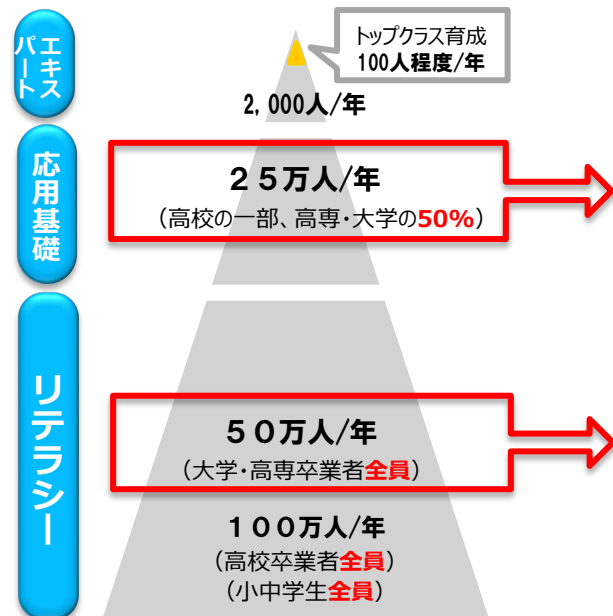 エキス
パート
トップクラス育成
100人程度/年
2,000人/年
応用基礎
２５万人/年
（高校の一部、高専・大学の50%）
リテラシー
５０万人/年
（大学・高専卒業者全員）
１００万人/年
（高校卒業者全員）
（小中学生全員）